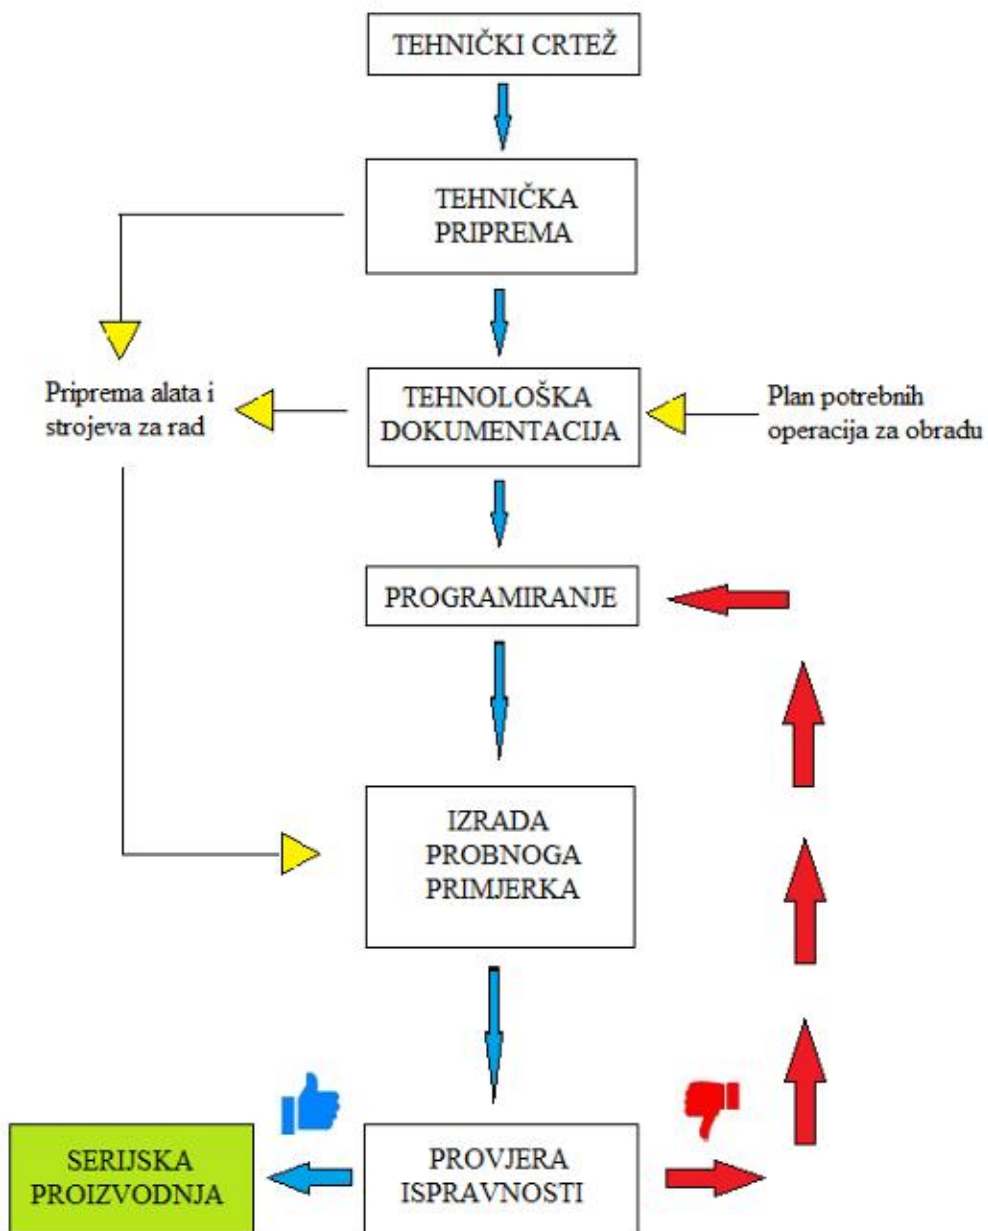 TEHNIČKI CRTEŽ
TEHNIČKA
PRIPREMA
Priprema alata i
strojeva za rad
TEHNOLOŠKA
DOKUMENTACIJA
Plan potrebnih
operacija za obradu
PROGRAMIRANJE
IZRADA
PROBNOGA
PRIMJERKA
SERIJSKA
PROIZVODNJA
PROVJERA
ISPRAVNOSTI